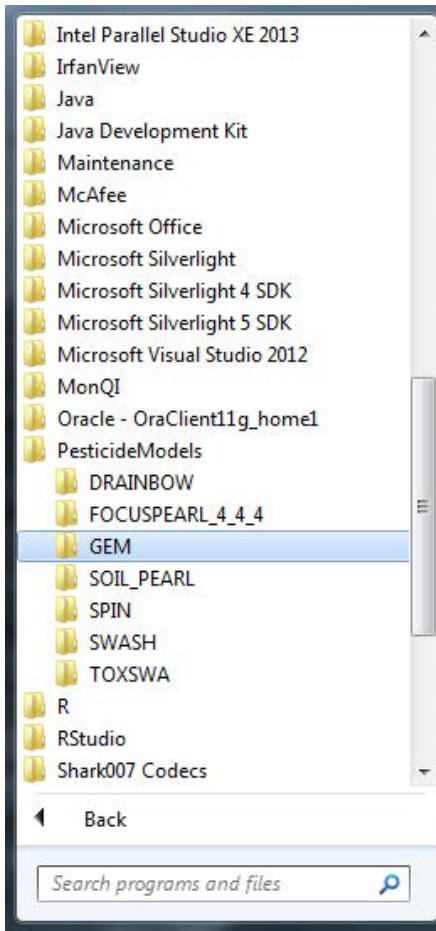 Intel Parallel Studio XE 2013
IrfanView
Java
Java Development Kit
Maintenance
McAfee
Microsoft Office
Microsoft Silverlight
Microsoft Silverlight 4 SDK
Microsoft Silverlight 5 SDK
Microsoft Visual Studio 2012
MonQI
Oracle - OraClient11g_home1
PesticideModels
DRAINBOW
FOCUSPEARL_4_4_4
GEM
SOIL_PEARL
SPIN
SWASH
TOXSWA
R
RStudio
Shark007 Codecs
Back
Search programs and files